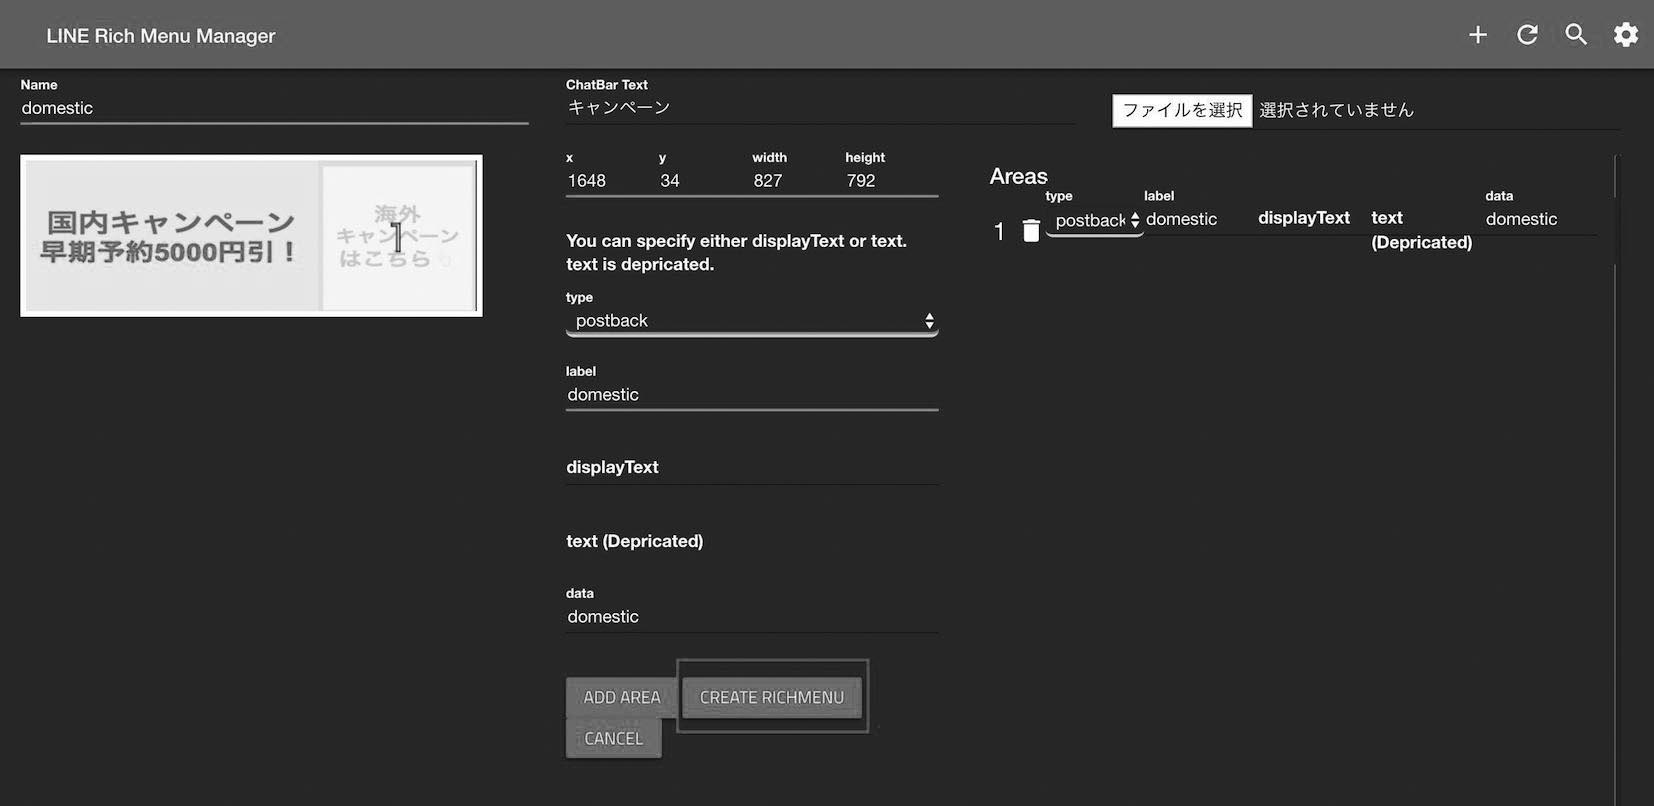 LINE Rich Menu Manager
Name
domestic
ChatBar Text
キャンペーン
ファイルを選択 選択されていません
国内キャンペーン
早期予約5000円引！
海外
キャンペーン
はこちら
x y width height
1648 34 827 792
You can specify either displayText or text.
text is depricated.
type
postback
label
domestic
displayText
text (Depricated)
data
domestic
ADD AREA
CREATE RICHMENU
CANCEL
Areas
type label data
1 postback domestic displayText text domestic
(Depricated)